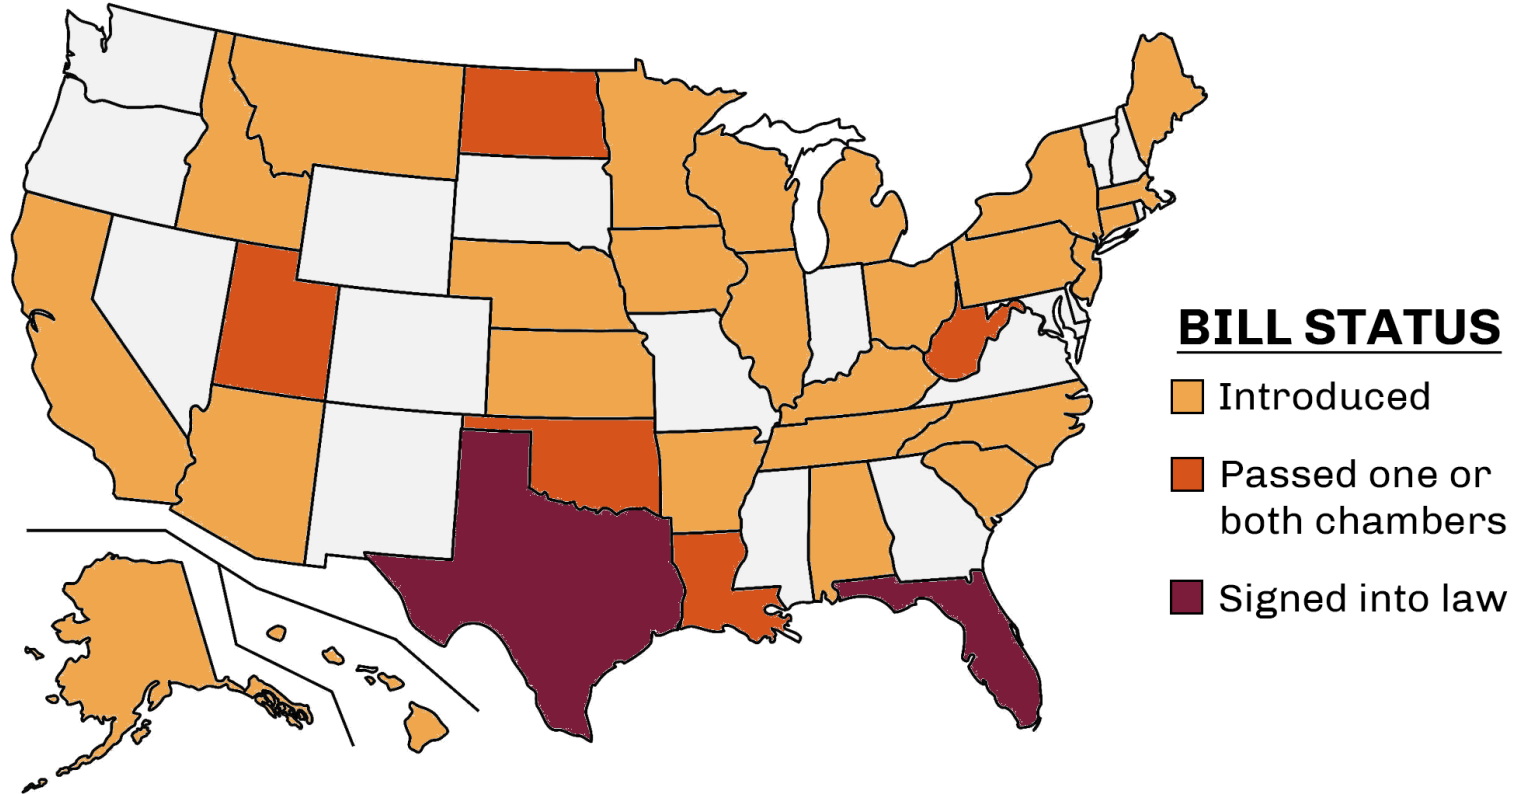 BILL STATUS
Introduced
Passed one or
both chambers
Signed into law